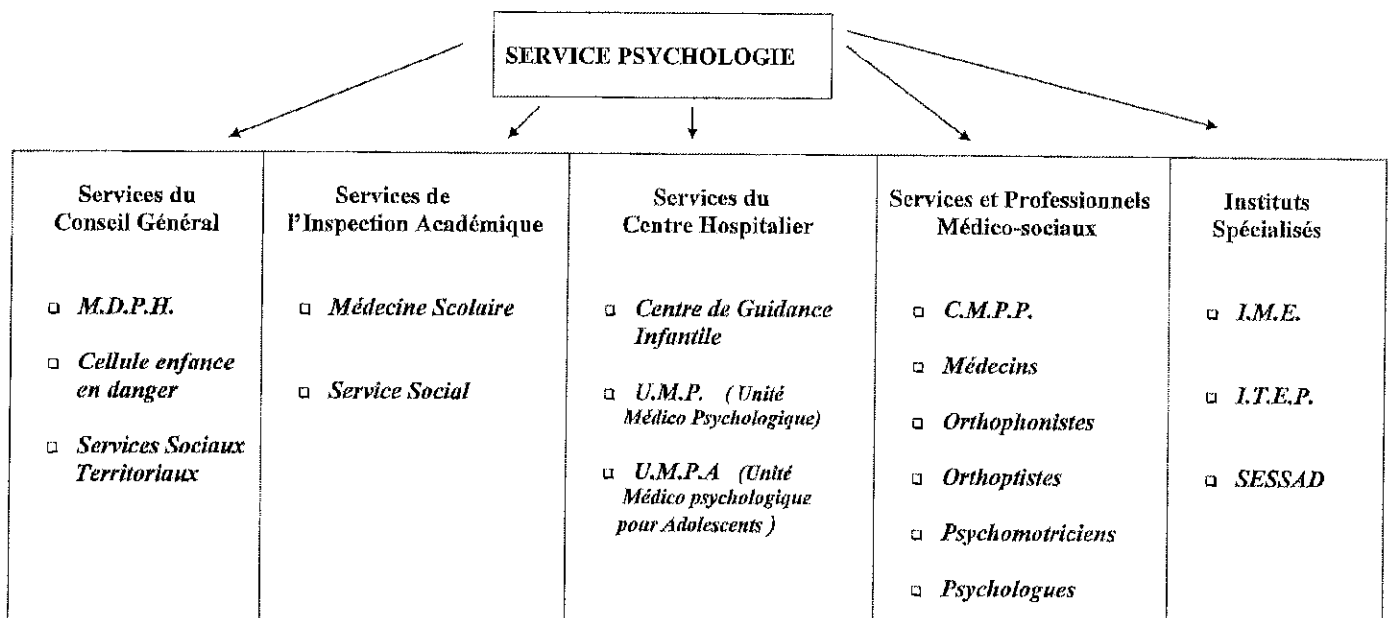 SERVICE PSYCHOLOGIE
Services du
Conseil Général
□ M.D.P.H.
□ Cellule enfance
en danger
□ Services Sociaux
Territoriaux
Services de
l'Inspection Académique
□ Médecine Scolaire
□ Service Social
Services du
Centre Hospitalier
□ Centre de Guidance
Infantile
□ U.M.P. ( Unité
Médico Psychologique)
□ U.M.P.A (Unité
Médico psychologique
pour Adolescents )
Services et Professionnels
Médico-sociaux
□ C.M.P.P.
□ Médecins
□ Orthophonistes
□ Orthoptistes
□ Psychomotriciens
□ Psychologues
Instituts
Spécialisés
□ I.M.E.
□ I.T.E.P.
□ SESSAD